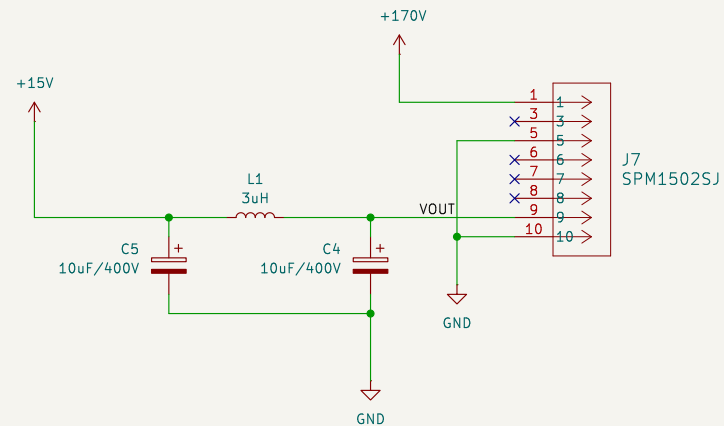 +170V
+15V
1 1
3 3
5 5
6 6
7 7
8 8
9 9
10 10
J7
SPM1502SJ
L1
3uH
VOUT
C5
10uF/400V
C4
10uF/400V
GND
GND